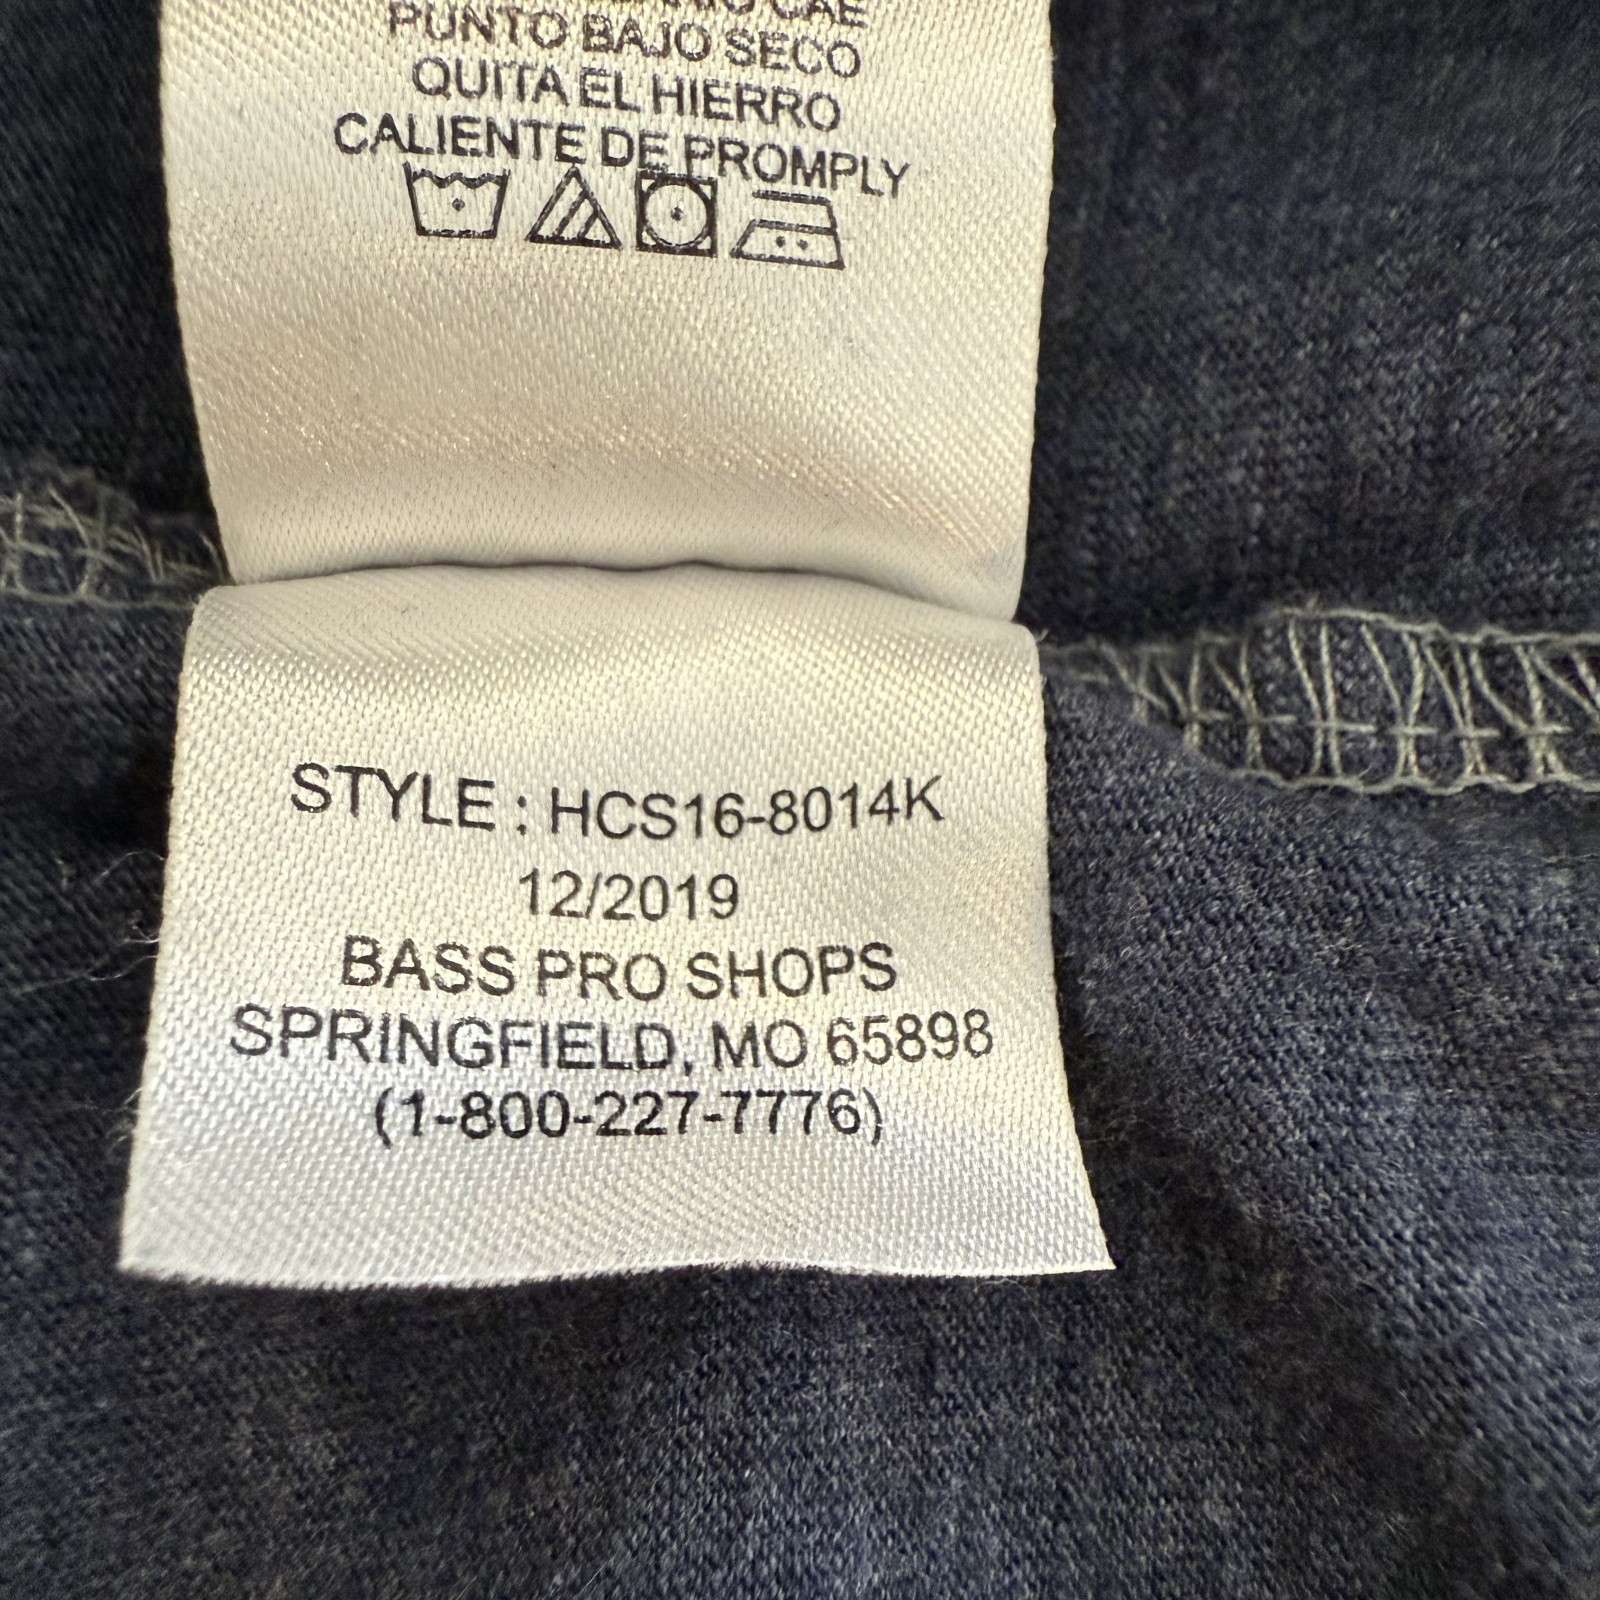 CAE
PUNTO BAJO SECO
QUITA EL HIERRO
CALIENTE DE PROMPLY
STYLE : HCS16-8014K
12/2019
BASS PRO SHOPS
SPRINGFIELD, MO 65898
(1-800-227-7776)